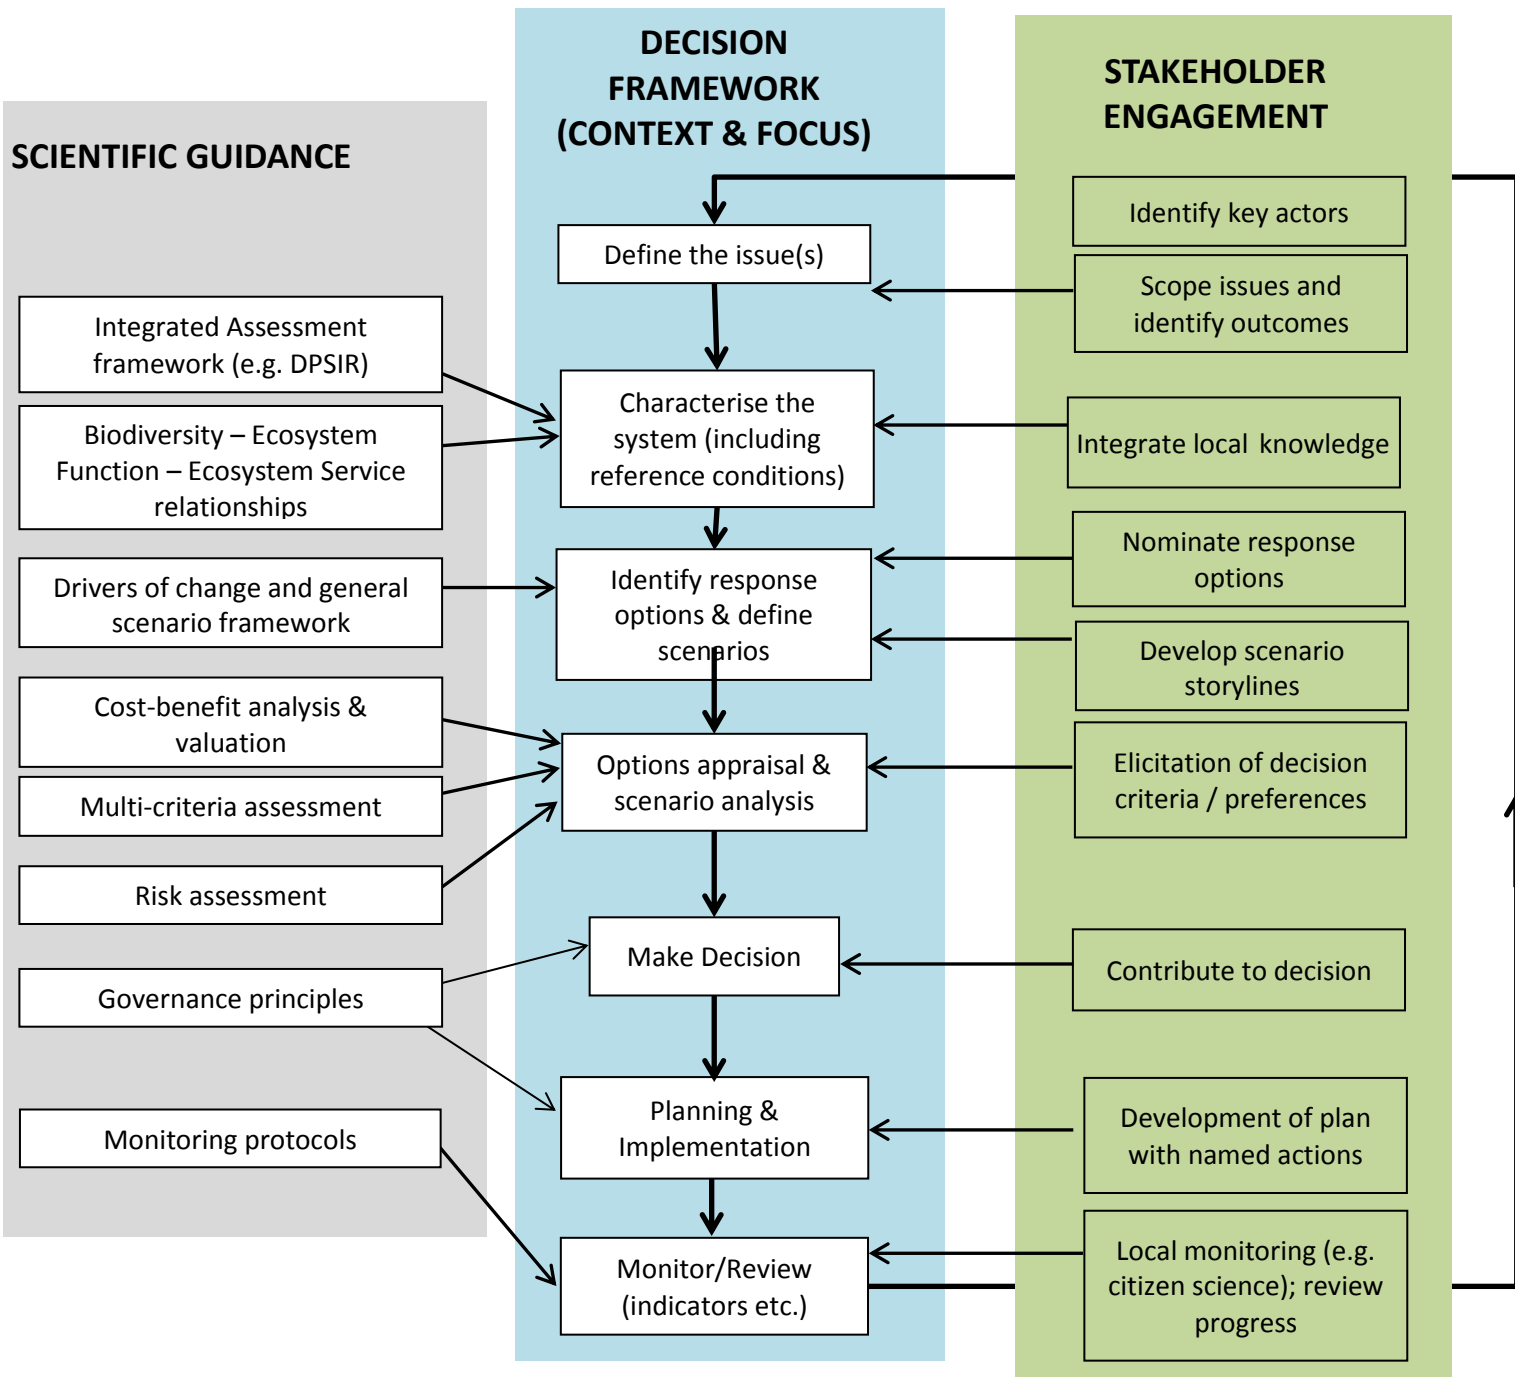 SCIENTIFIC GUIDANCE
Integrated Assessment
framework (e.g. DPSIR)
Biodiversity – Ecosystem
Function – Ecosystem Service
relationships
Drivers of change and general
scenario framework
Cost-benefit analysis &
valuation
Multi-criteria assessment
Risk assessment
Governance principles
Monitoring protocols
DECISION
FRAMEWORK
(CONTEXT & FOCUS)
Define the issue(s)
Characterise the
system (including
reference conditions)
Identify response
options & define
scenarios
Options appraisal &
scenario analysis
Make Decision
Planning &
Implementation
Monitor/Review
(indicators etc.)
STAKEHOLDER
ENGAGEMENT
Identify key actors
Scope issues and
identify outcomes
Integrate local knowledge
Nominate response
options
Develop scenario
storylines
Elicitation of decision
criteria / preferences
Contribute to decision
Development of plan
with named actions
Local monitoring (e.g.
citizen science); review
progress